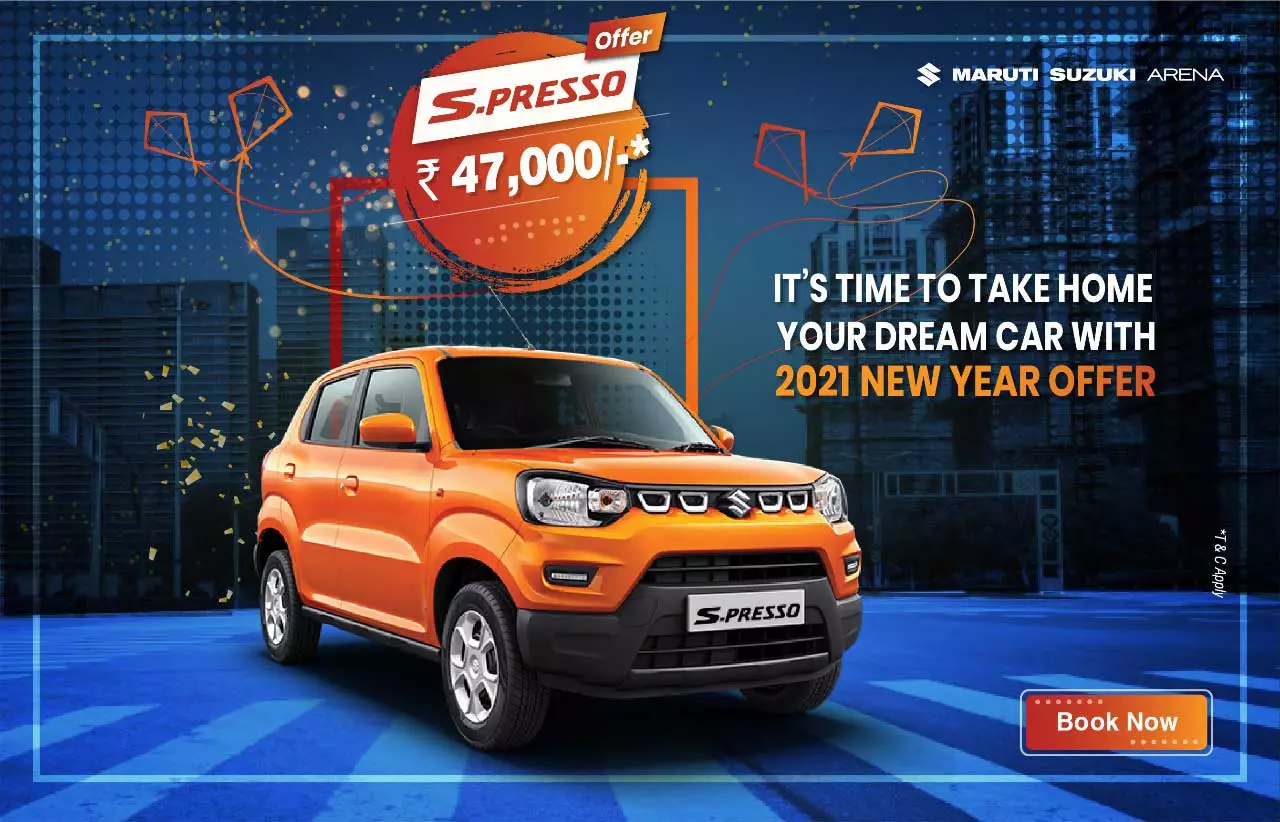 Offer
S-PRESSO
₹ 47,000/-*
MARUTI SUZUKI ARENA
IT'S TIME TO TAKE HOME
YOUR DREAM CAR WITH
2021 NEW YEAR OFFER
S-PRESSO
*T & C Apply
Book Now